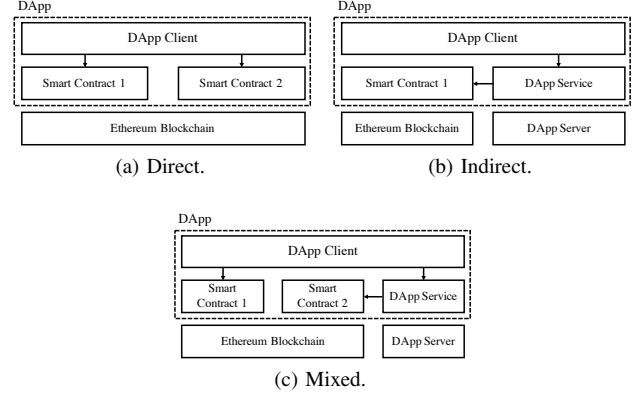 DApp
DApp Client
Smart Contract 1
Smart Contract 2
Ethereum Blockchain
(a) Direct.
DApp
DApp Client
Smart Contract 1
DApp Service
Ethereum Blockchain
DApp Server
(b) Indirect.
DApp
DApp Client
Smart
Contract 1
Smart
Contract 2
DApp Service
Ethereum Blockchain
DApp Server
(c) Mixed.